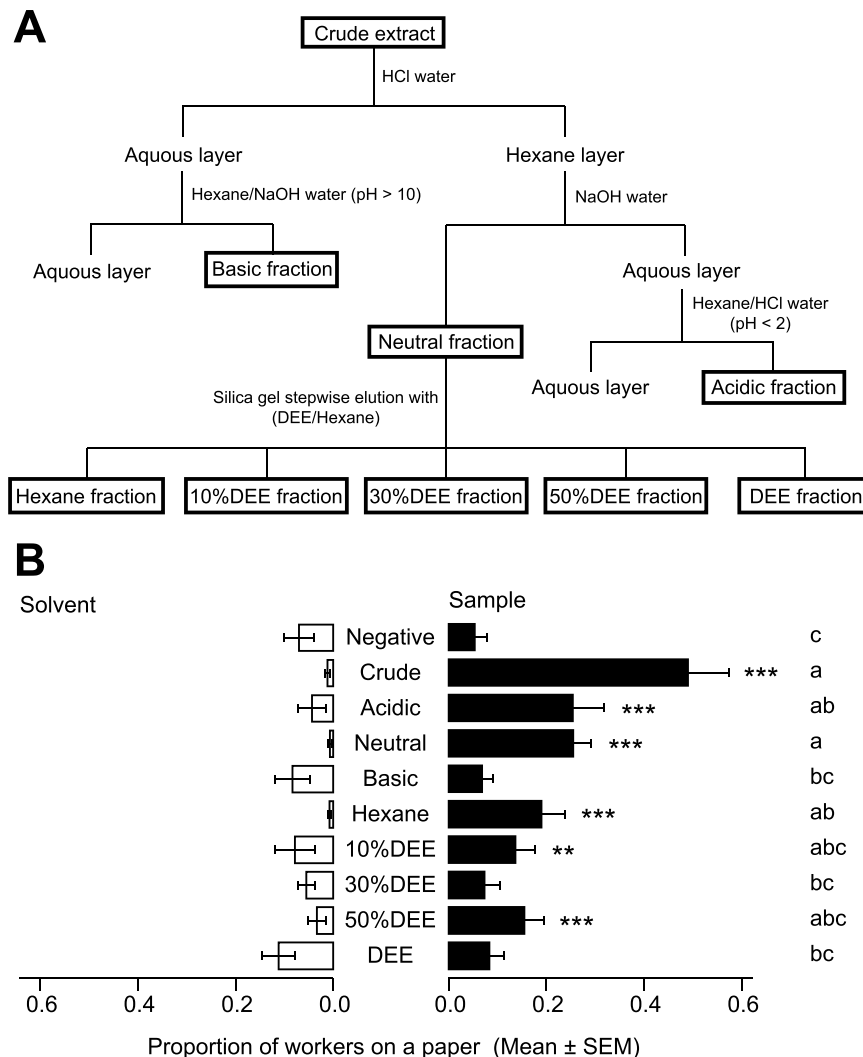 A
Crude extract
HCl water
Aquous layer
Hexane layer
Hexane/NaOH water (pH > 10)
NaOH water
Aquous layer
Basic fraction
Aquous layer
Hexane/HCl water
(pH < 2)
Neutral fraction
Aquous layer
Acidic fraction
Silica gel stepwise elution with
(DEE/Hexane)
Hexane fraction
10%DEE fraction
30%DEE fraction
50%DEE fraction
DEE fraction
B
Solvent
Sample
Negative c
Crude *** a
Acidic *** ab
Neutral *** a
Basic bc
Hexane *** ab
10%DEE ** abc
30%DEE bc
50%DEE *** abc
DEE bc
0.6 0.4 0.2 0.0 0.0 0.2 0.4 0.6
Proportion of workers on a paper (Mean ± SEM)